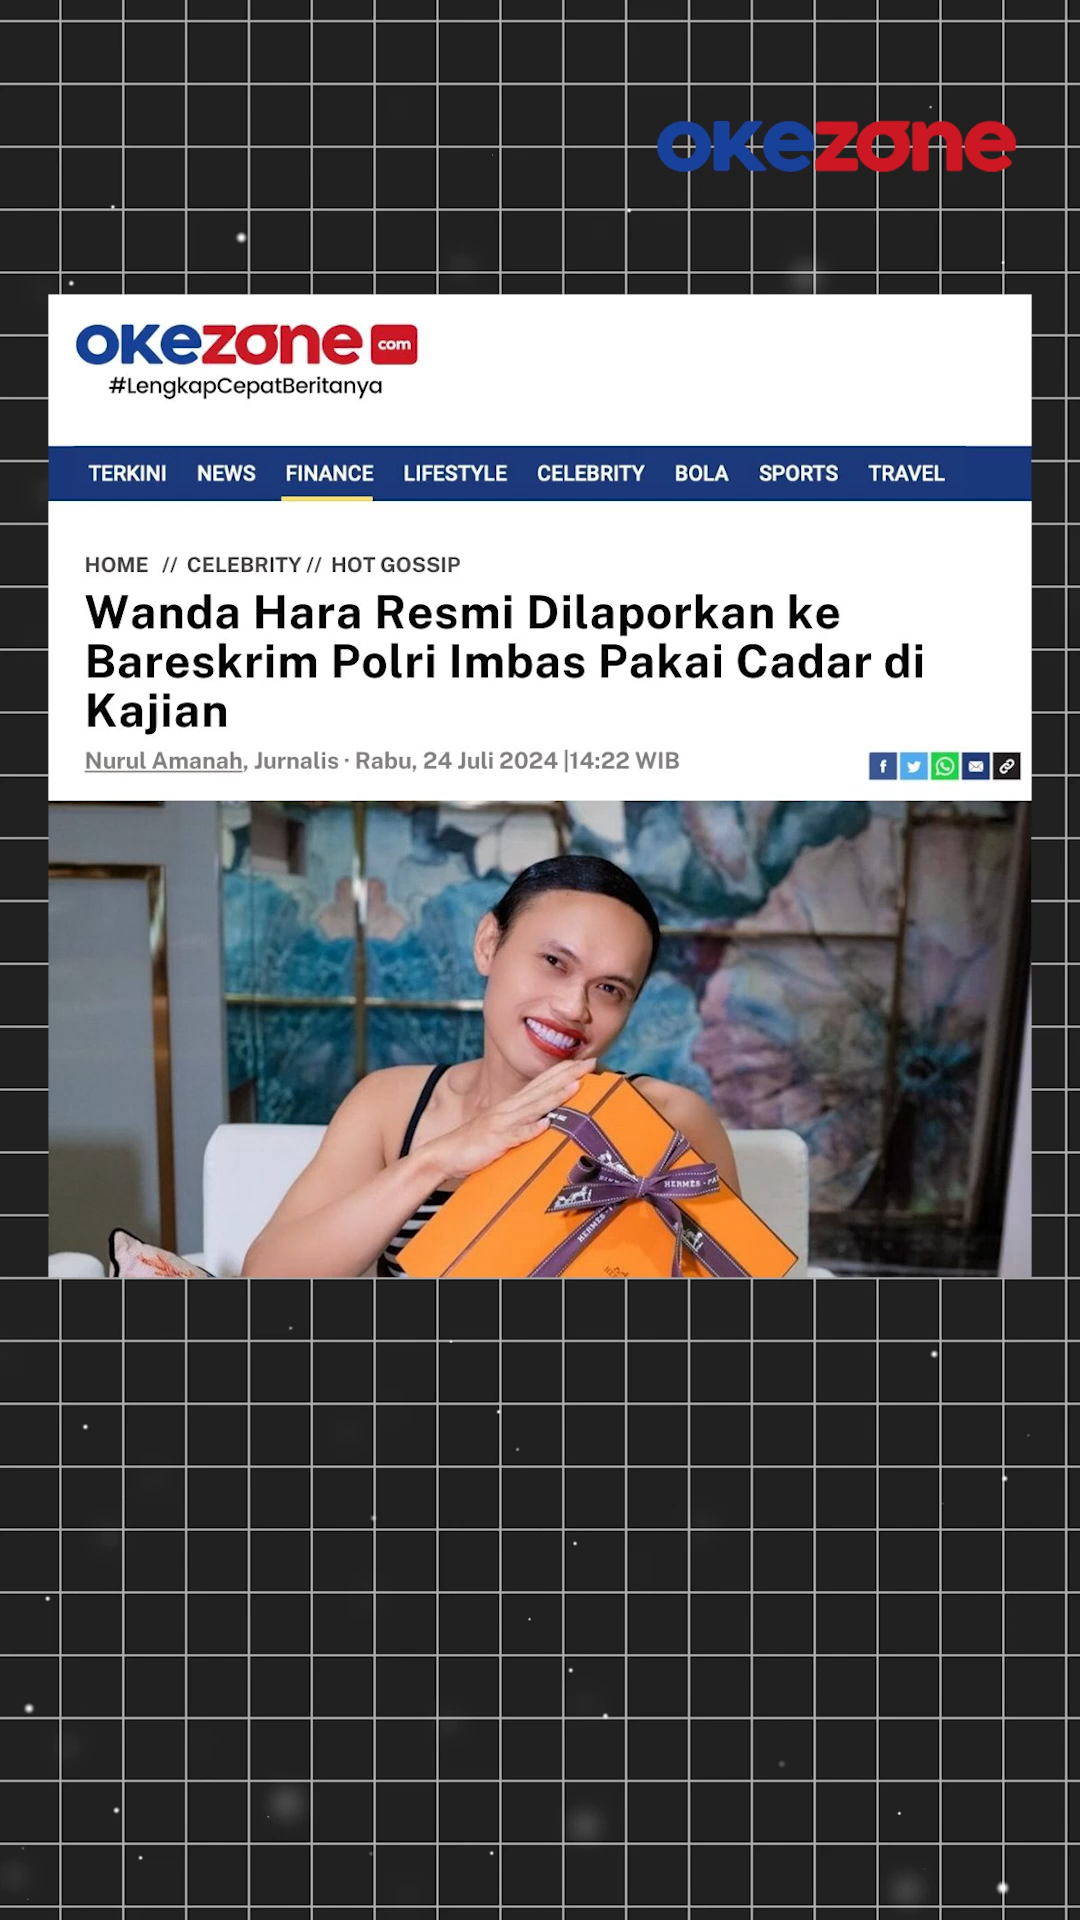 okezone
okezone com
#LengkapCepatBeritanya
TERKINI NEWS FINANCE LIFESTYLE CELEBRITY BOLA SPORTS TRAVEL
HOME // CELEBRITY // HOT GOSSIP
Wanda Hara Resmi Dilaporkan ke
Bareskrim Polri Imbas Pakai Cadar di
Kajian
Nurul Amanah, Jurnalis · Rabu, 24 Juli 2024 |14:22 WIB
HERMÈS - PA
HERMÈS